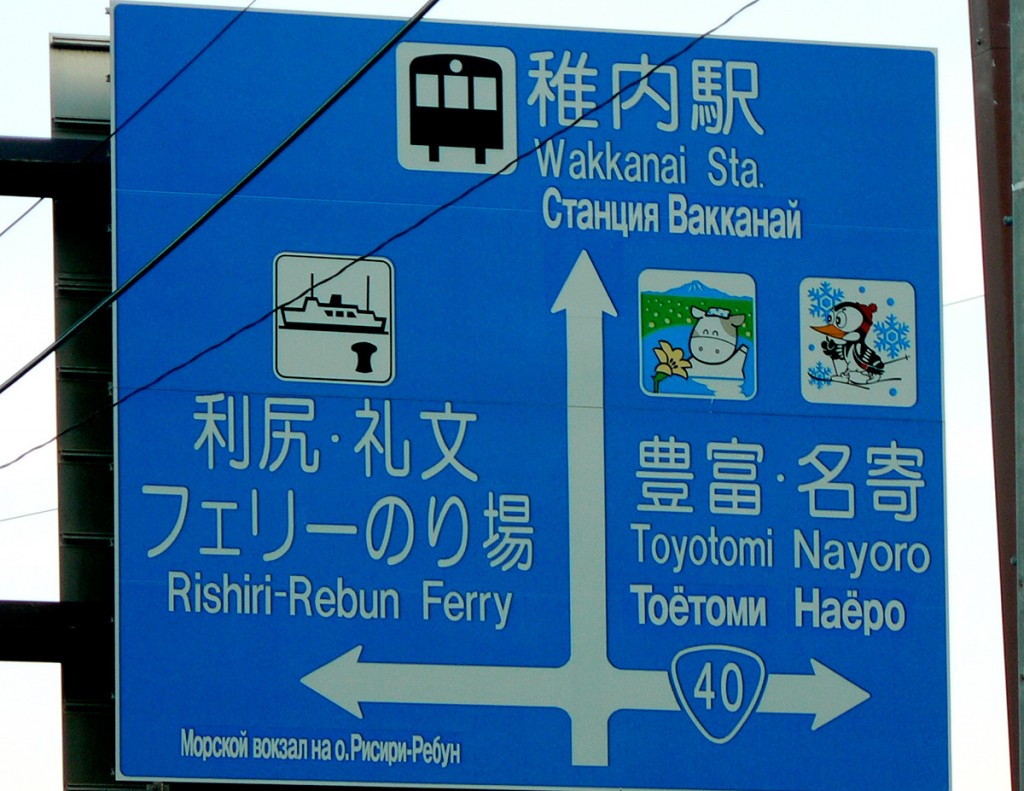 稚内駅
Wakkanai Sta.
Станция Вакканай
利尻・礼文
フェリーのり場
Rishiri-Rebun Ferry
豊富・名寄
Toyotomi Nayoro
Тоётоми Наёро
40
Морской вокзал на о.Рисири-Ребун